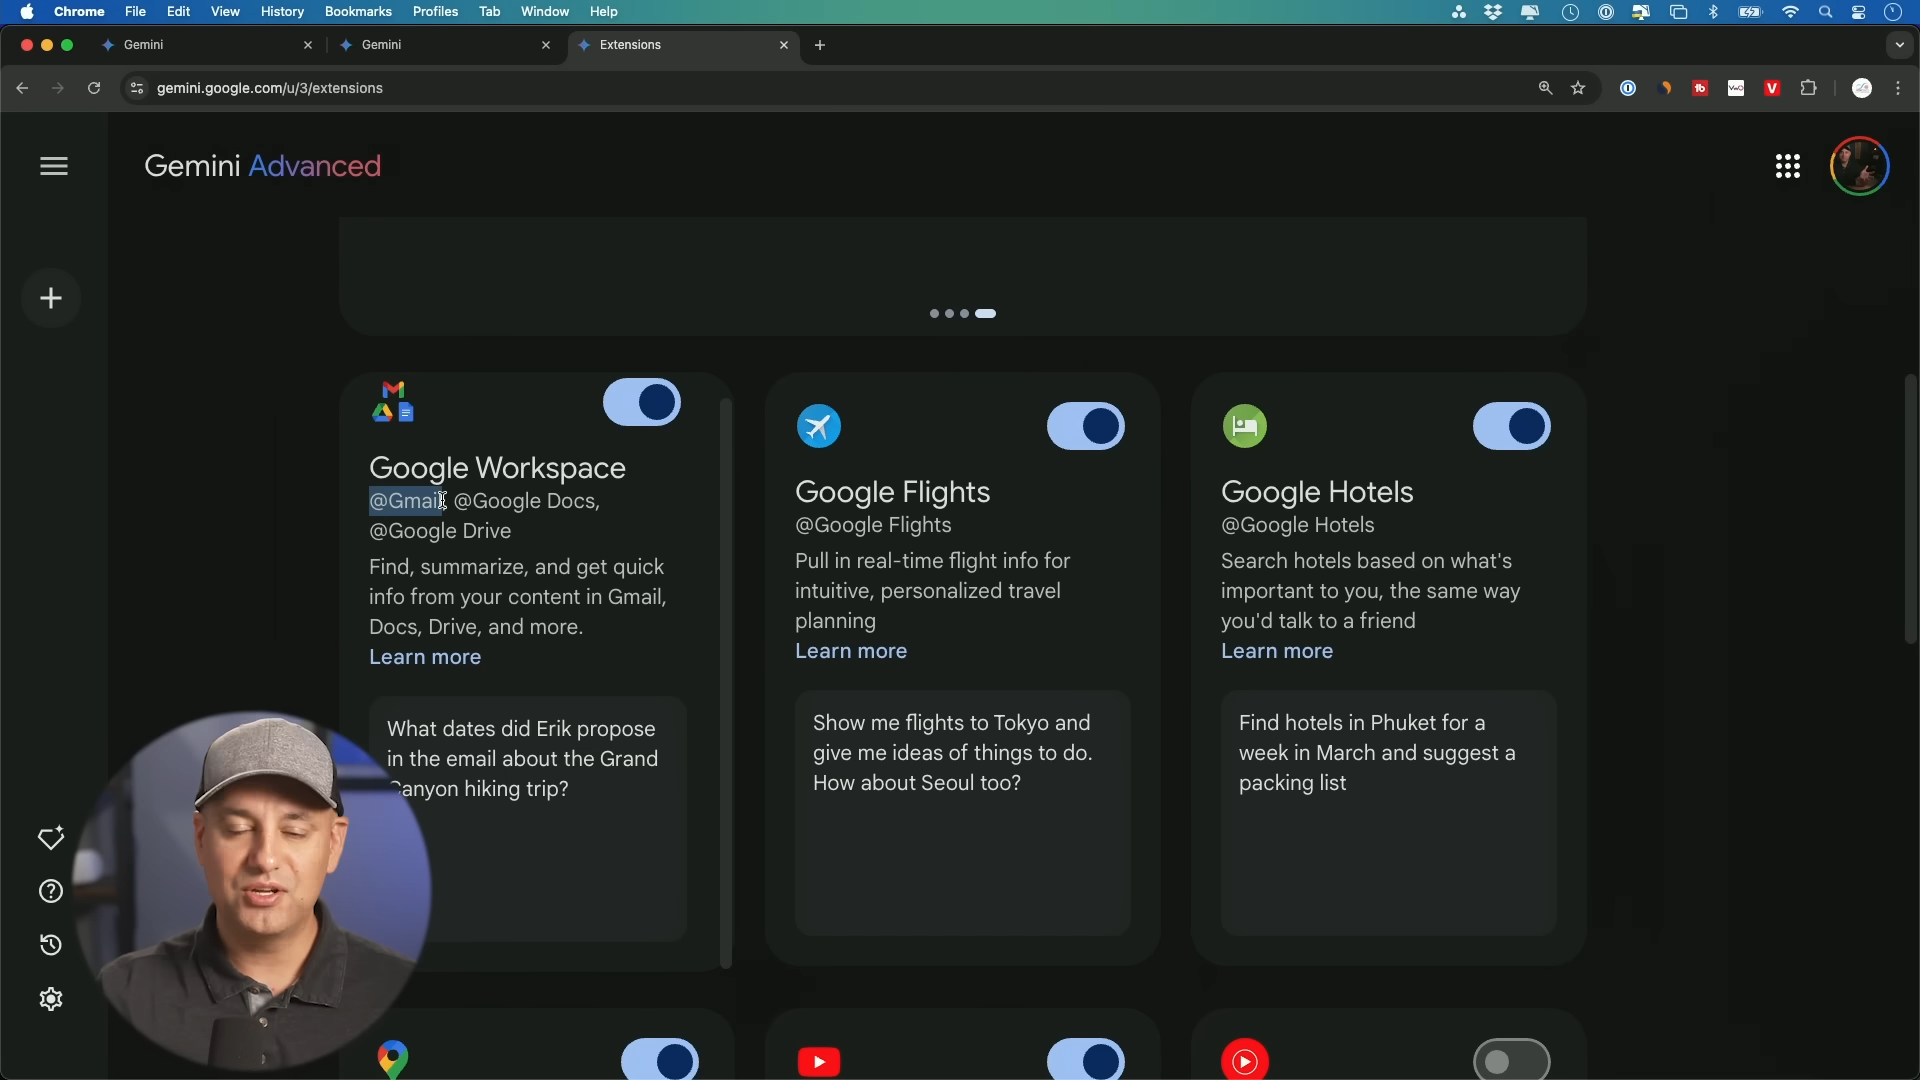 Chrome File Edit View History Bookmarks Profiles Tab Window Help
Gemini
Gemini
Extensions
gemini.google.com/u/3/extensions
Gemini Advanced
Google Workspace
@Gmail, @Google Docs,
@Google Drive
Find, summarize, and get quick
info from your content in Gmail,
Docs, Drive, and more.
Learn more
What dates did Erik propose
in the email about the Grand
Canyon hiking trip?
Google Flights
@Google Flights
Pull in real-time flight info for
intuitive, personalized travel
planning
Learn more
Show me flights to Tokyo and
give me ideas of things to do.
How about Seoul too?
Google Hotels
@Google Hotels
Search hotels based on what's
important to you, the same way
you'd talk to a friend
Learn more
Find hotels in Phuket for a
week in March and suggest a
packing list